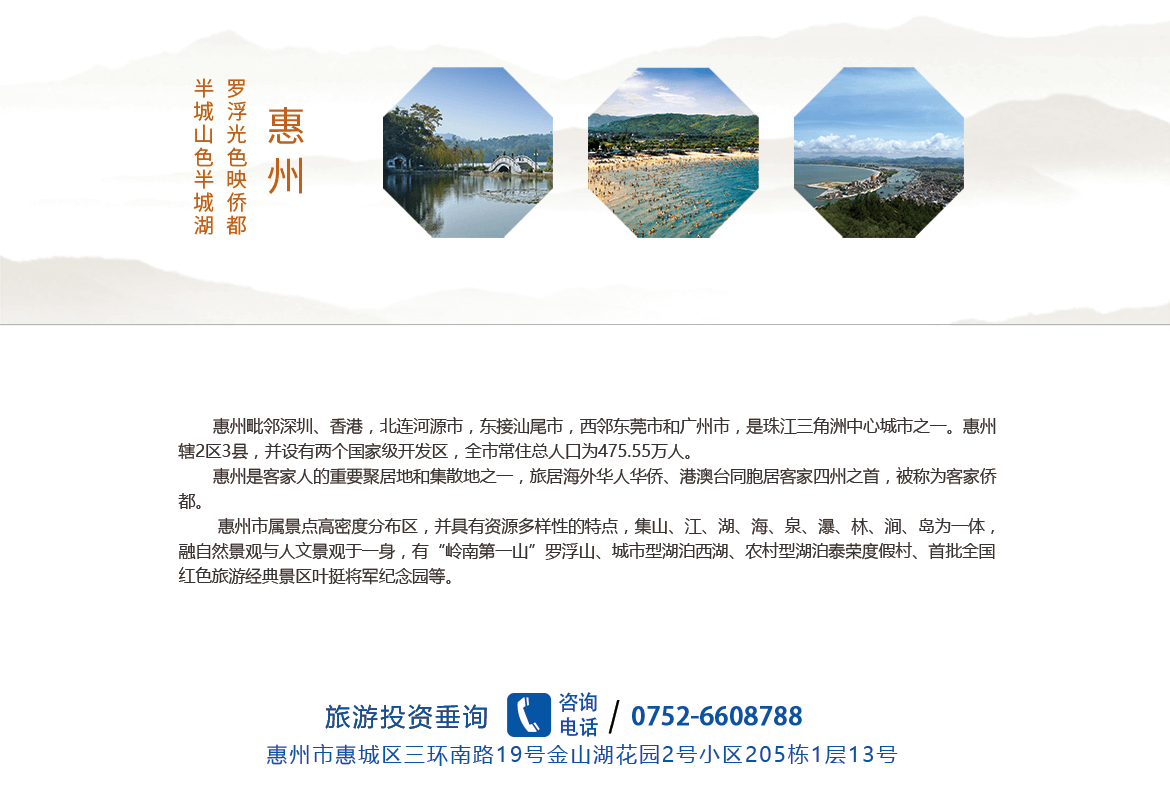 惠州
罗浮光色映侨都
半城山色半城湖
惠州毗邻深圳、香港，北连河源市，东接汕尾市，西邻东莞市和广州市，是珠江三角洲中心城市之一。惠州
辖2区3县，并设有两个国家级开发区，全市常住总人口为475.55万人。
惠州是客家人的重要聚居地和集散地之一，旅居海外华人华侨、港澳台同胞居客家四州之首，被称为客家侨
都。
惠州市属景点高密度分布区，并具有资源多样性的特点，集山、江、湖、海、泉、瀑、林、涧、岛为一体，
融自然景观与人文景观于一身，有“岭南第一山”罗浮山、城市型湖泊西湖、农村型湖泊泰荣度假村、首批全国
红色旅游经典景区叶挺将军纪念园等。
旅游投资垂询 咨询电话 / 0752-6608788
惠州市惠城区三环南路19号金山湖花园2号小区205栋1层13号